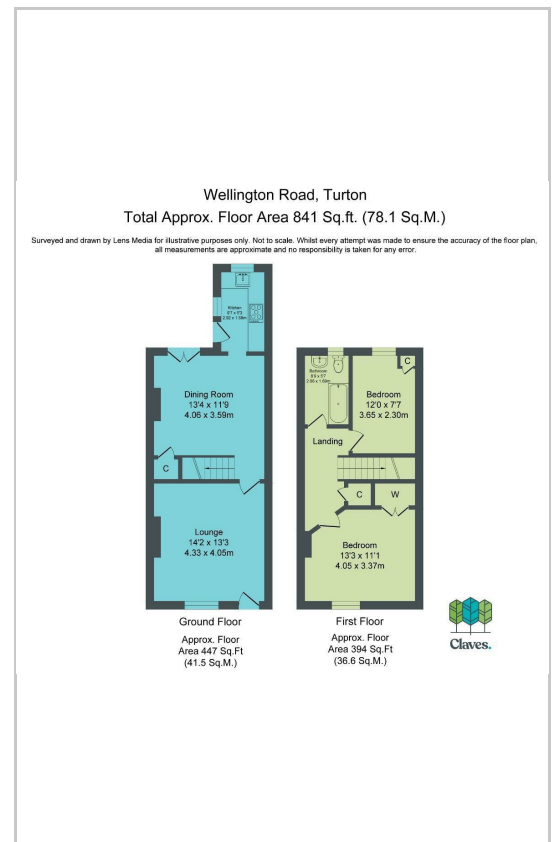 Wellington Road, Turton
Total Approx. Floor Area 841 Sq.ft. (78.1 Sq.M.)
Surveyed and drawn by Lens Media for illustrative purposes only. Not to scale. Whilst every attempt was made to ensure the accuracy of the floor plan,
all measurements are approximate and no responsibility is taken for any error.
Kitchen
Dining Room
13'4 x 11'9
4.06 x 3.59m
C
Lounge
14'2 x 13'3
4.33 x 4.05m
Ground Floor
Approx. Floor
Area 447 Sq.Ft
(41.5 Sq.M.)
Bathroom
C
Bedroom
12'0 x 7'7
3.65 x 2.30m
Landing
C
W
Bedroom
13'3 x 11'1
4.05 x 3.37m
First Floor
Approx. Floor
Area 394 Sq.Ft
(36.6 Sq.M.)
Claves.